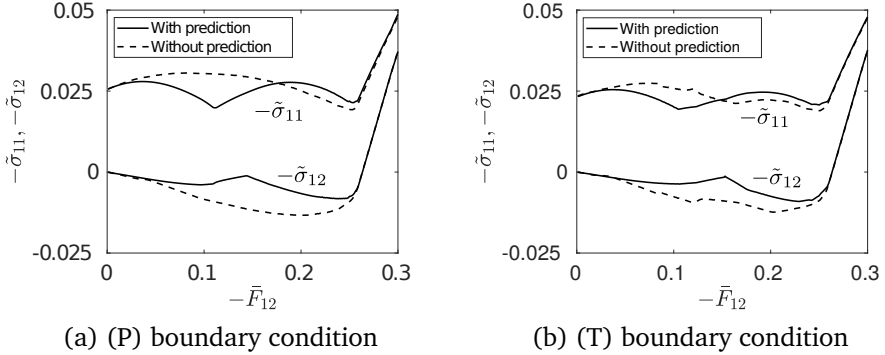 0.05
With prediction
Without prediction
0.025
−σ̃₁₁
−σ̃₁₁, −σ̃₁₂
0
−σ̃₁₂
-0.025
0 0.1 0.2 0.3
−F̄₁₂
(a) (P) boundary condition
0.05
With prediction
Without prediction
0.025
−σ̃₁₁
−σ̃₁₁, −σ̃₁₂
0
−σ̃₁₂
-0.025
0 0.1 0.2 0.3
−F̄₁₂
(b) (T) boundary condition